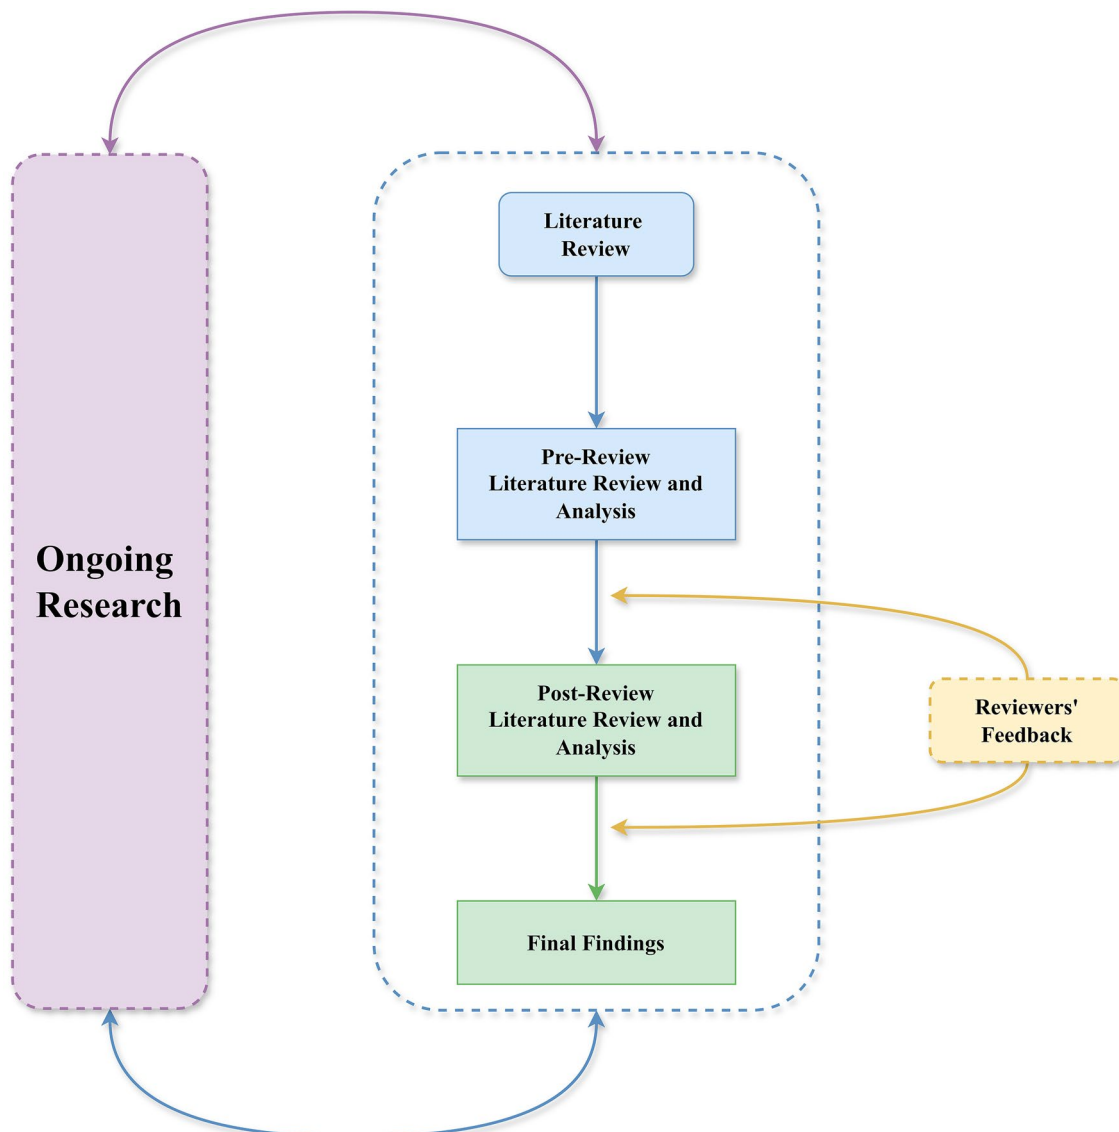 Literature
Review
Pre-Review
Literature Review and
Analysis
Ongoing
Research
Post-Review
Literature Review and
Analysis
Reviewers'
Feedback
Final Findings